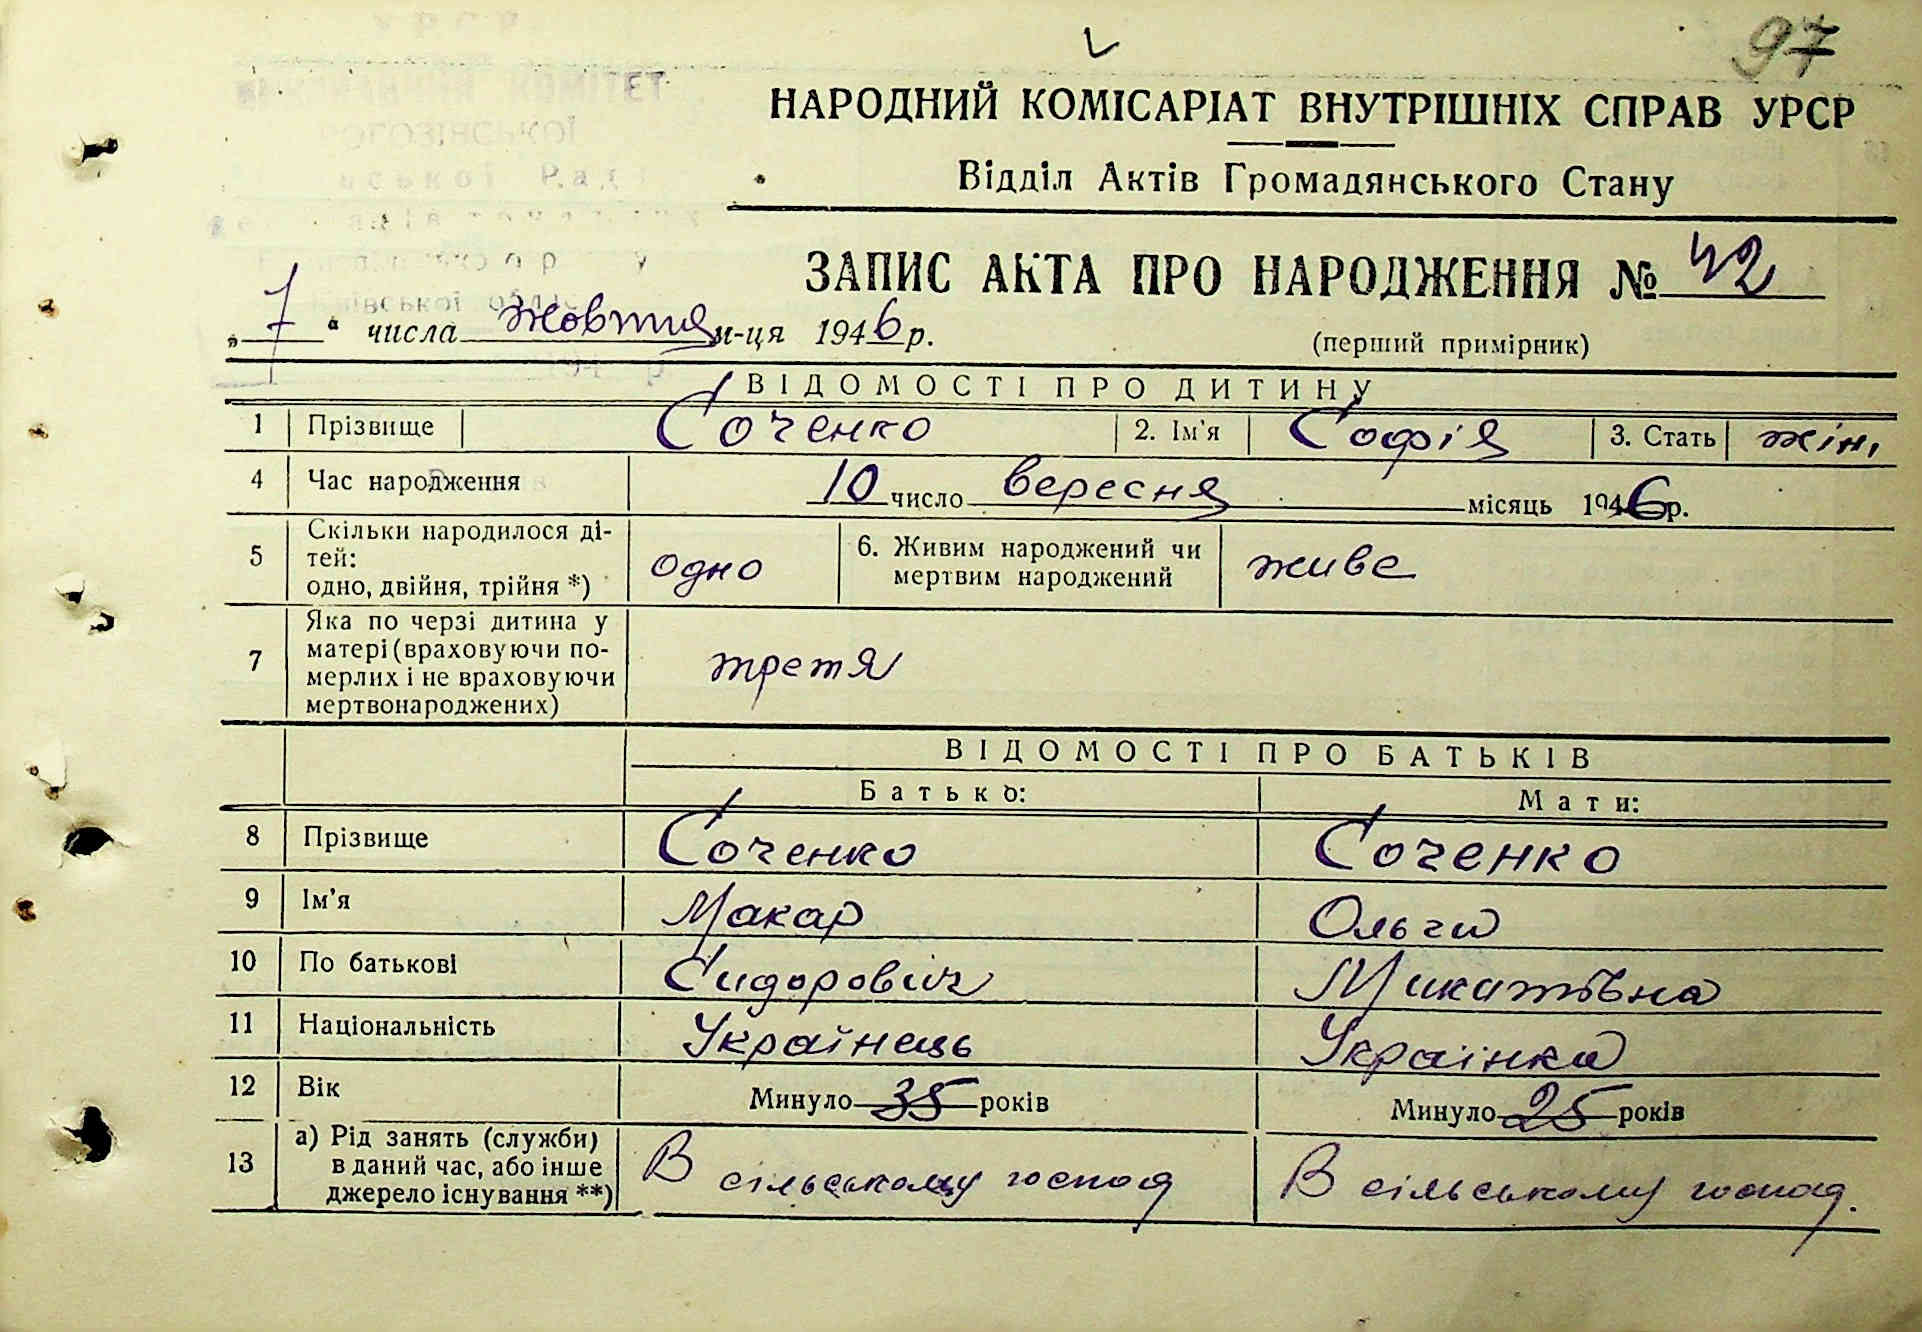 97
НАРОДНИЙ КОМІСАРІАТ ВНУТРІШНІХ СПРАВ УРСР
Відділ Актів Громадянського Стану
ЗАПИС АКТА ПРО НАРОДЖЕННЯ № 42
„ 7 “ числа Жовтня м-ця 1946 р.
(перший примірник)
ВІДОМОСТІ ПРО ДИТИНУ
1 Прізвище Соченко 2. Ім'я Софія 3. Стать жін.
4 Час народження 10 число вересня місяць 1946 р.
5 Скільки народилося ді-
тей:
одно, двійня, трійня *) одно 6. Живим народжений чи
мертвим народжений живе
7 Яка по черзі дитина у
матері (враховуючи по-
мерлих і не враховуючи
мертвонароджених) третя
ВІДОМОСТІ ПРО БАТЬКІВ
Батько: Мати:
8 Прізвище Соченко Соченко
9 Ім'я Макар Ольга
10 По батькові Сидорович Микитівна
11 Національність Українець Українка
12 Вік Минуло 35 років Минуло 25 років
13 а) Рід занять (служби)
в даний час, або інше
джерело існування **) В сільському господ В сільському господ.